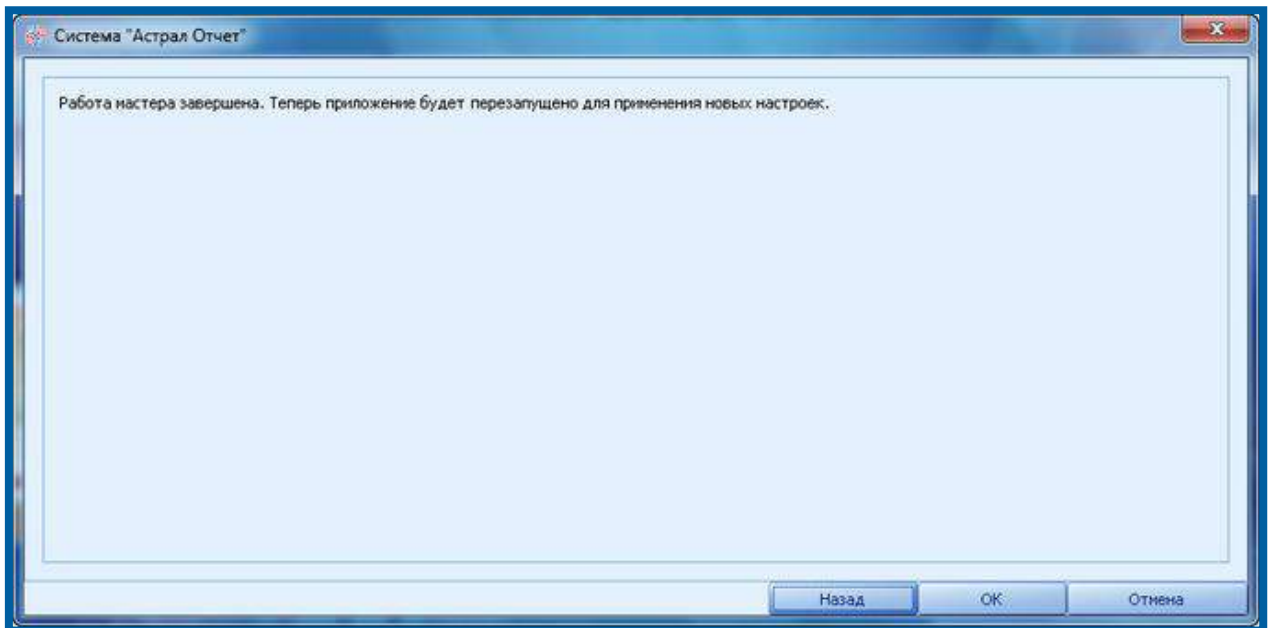 Система "Астрал Отчет"
Работа мастера завершена. Теперь приложение будет перезапущено для применения новых настроек.
Назад
OK
Отмена